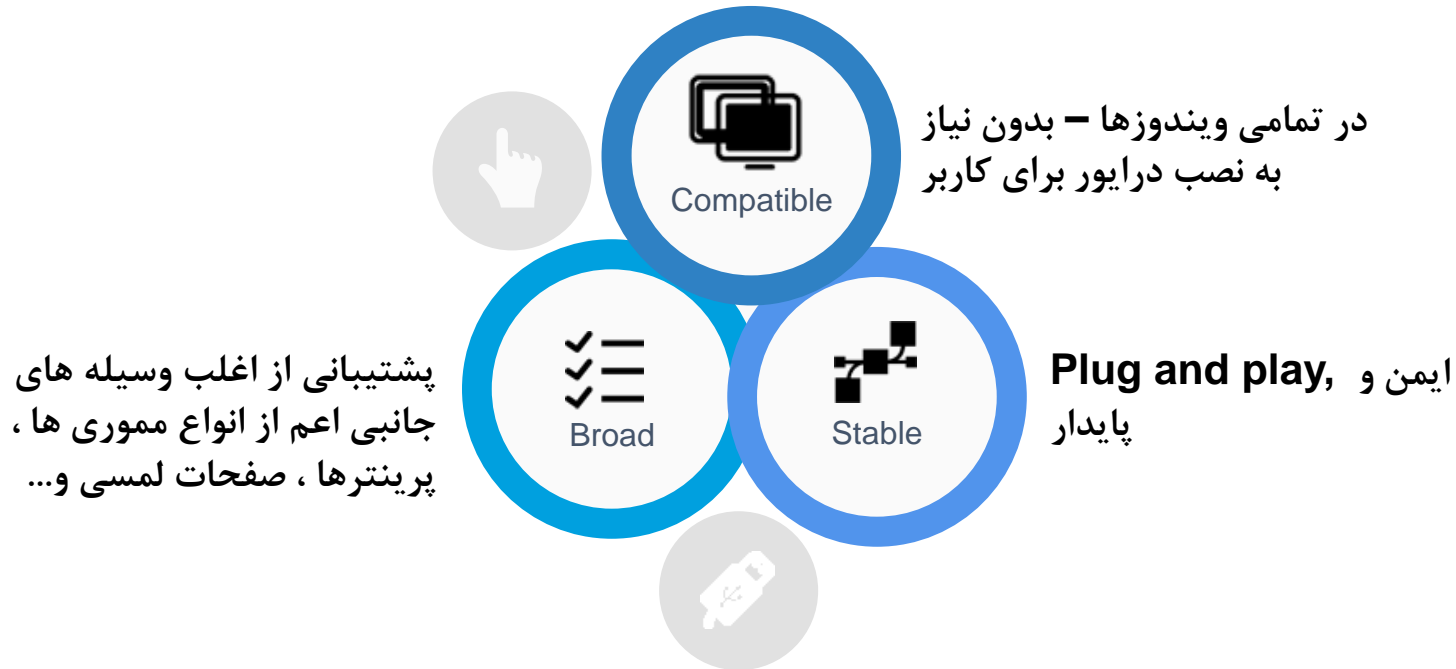 Compatible
در تمامی ویندوزها – بدون نیاز
به نصب درایور برای کاربر
Broad
پشتیبانی از اغلب وسیله های
جانبی اعم از انواع مموری ها ،
پرینترها ، صفحات لمسی و...
Stable
Plug and play, ایمن و
پایدار